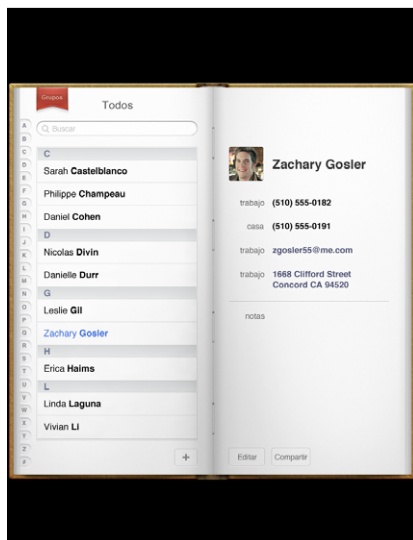 Grupos
Todos
Buscar
A
B
C
D
E
F
G
H
I
J
K
L
M
N
O
P
Q
R
S
T
U
V
W
X
Y
Z
#
C
Sarah Castelblanco
Philippe Champeau
Daniel Cohen
D
Nicolas Divin
Danielle Durr
G
Leslie Gil
Zachary Gosler
H
Erica Haims
L
Linda Laguna
Vivian Li
+
Zachary Gosler
trabajo (510) 555-0182
casa (510) 555-0191
trabajo zgosler55@me.com
trabajo 1668 Clifford Street
Concord CA 94520
notas
Editar Compartir